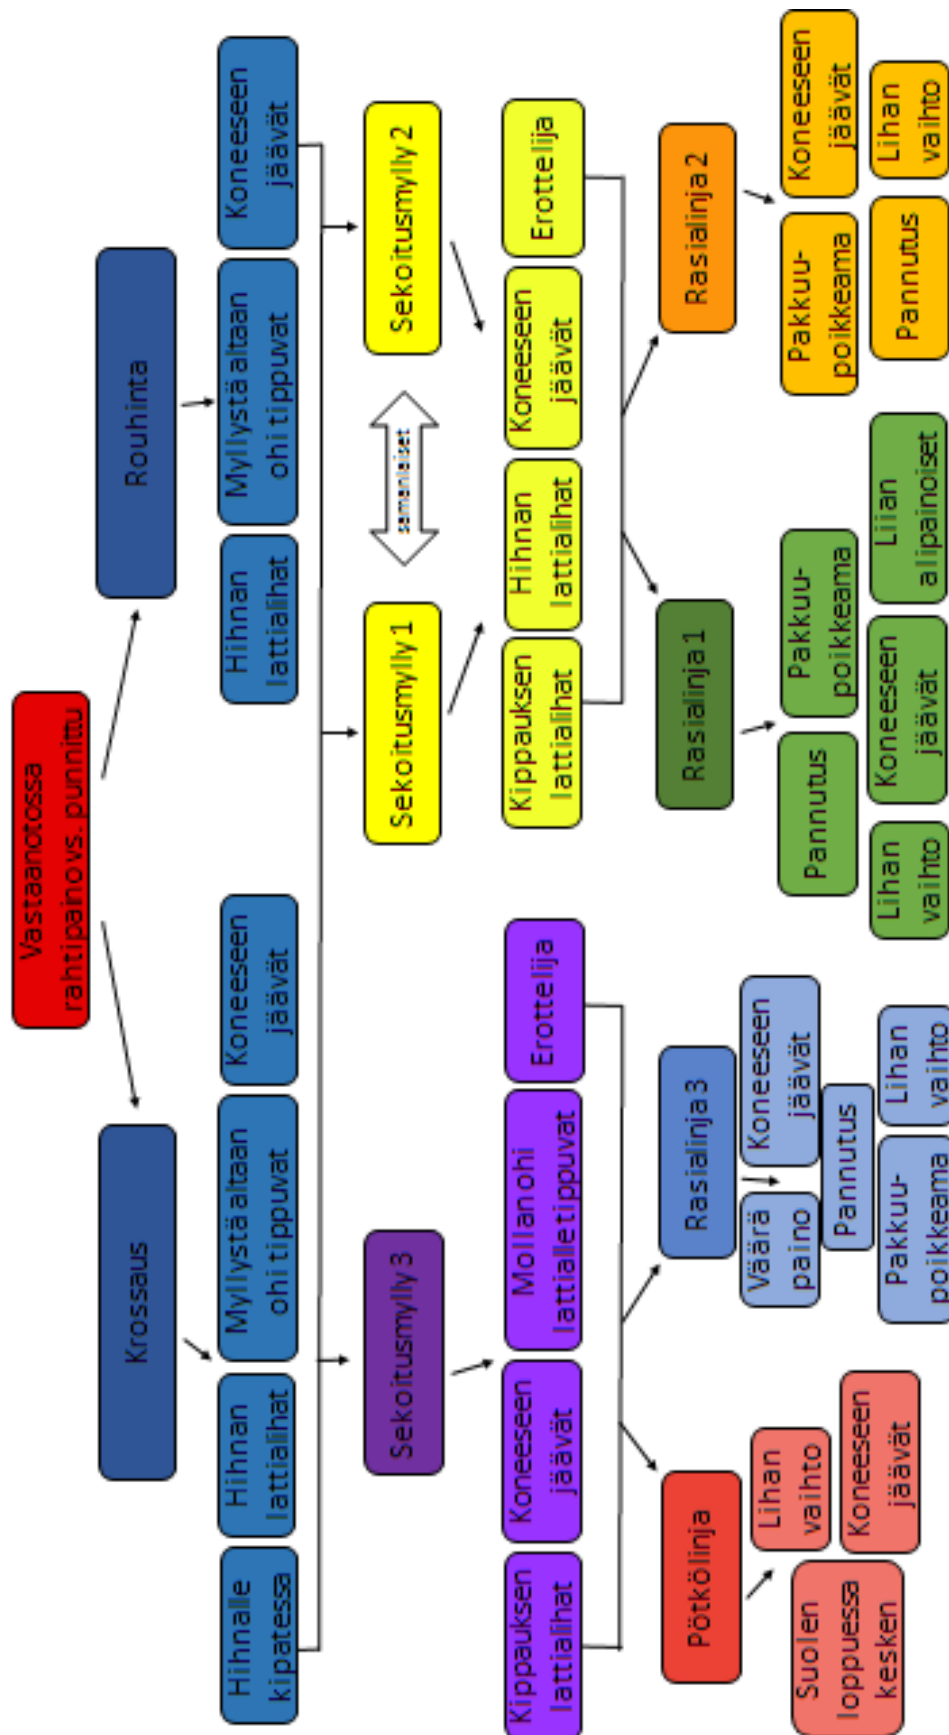 Vastaanotossa
rahtipaino vs. punnittu
Krossaus
Rouhinta
Hihnalle
kipatessa
Hihnan
lattialihat
Myllystä altaan
ohi tippuvat
Koneeseen
jäävät
Hihnan
lattialihat
Myllystä altaan
ohi tippuvat
Koneeseen
jäävät
Sekoitusmylly 3
Sekoitusmylly 1
samanlaiset
Sekoitusmylly 2
Kippauksen
lattialihat
Koneeseen
jäävät
Mollan ohi
lattialle tippuvat
Erottelija
Kippauksen
lattialihat
Hihnan
lattialihat
Koneeseen
jäävät
Erottelija
Pötkölinja
Rasialinja 3
Rasialinja 1
Rasialinja 2
Lihan
vaihto
Suolen
loppuessa
kesken
Koneeseen
jäävät
Väärä
paino
Koneeseen
jäävät
Pannutus
Pakkuu-
poikkeama
Lihan
vaihto
Pannutus
Pakkuu-
poikkeama
Lihan
vaihto
Koneeseen
jäävät
Liian
alipainoiset
Pakkuu-
poikkeama
Koneeseen
jäävät
Pannutus
Lihan
vaihto